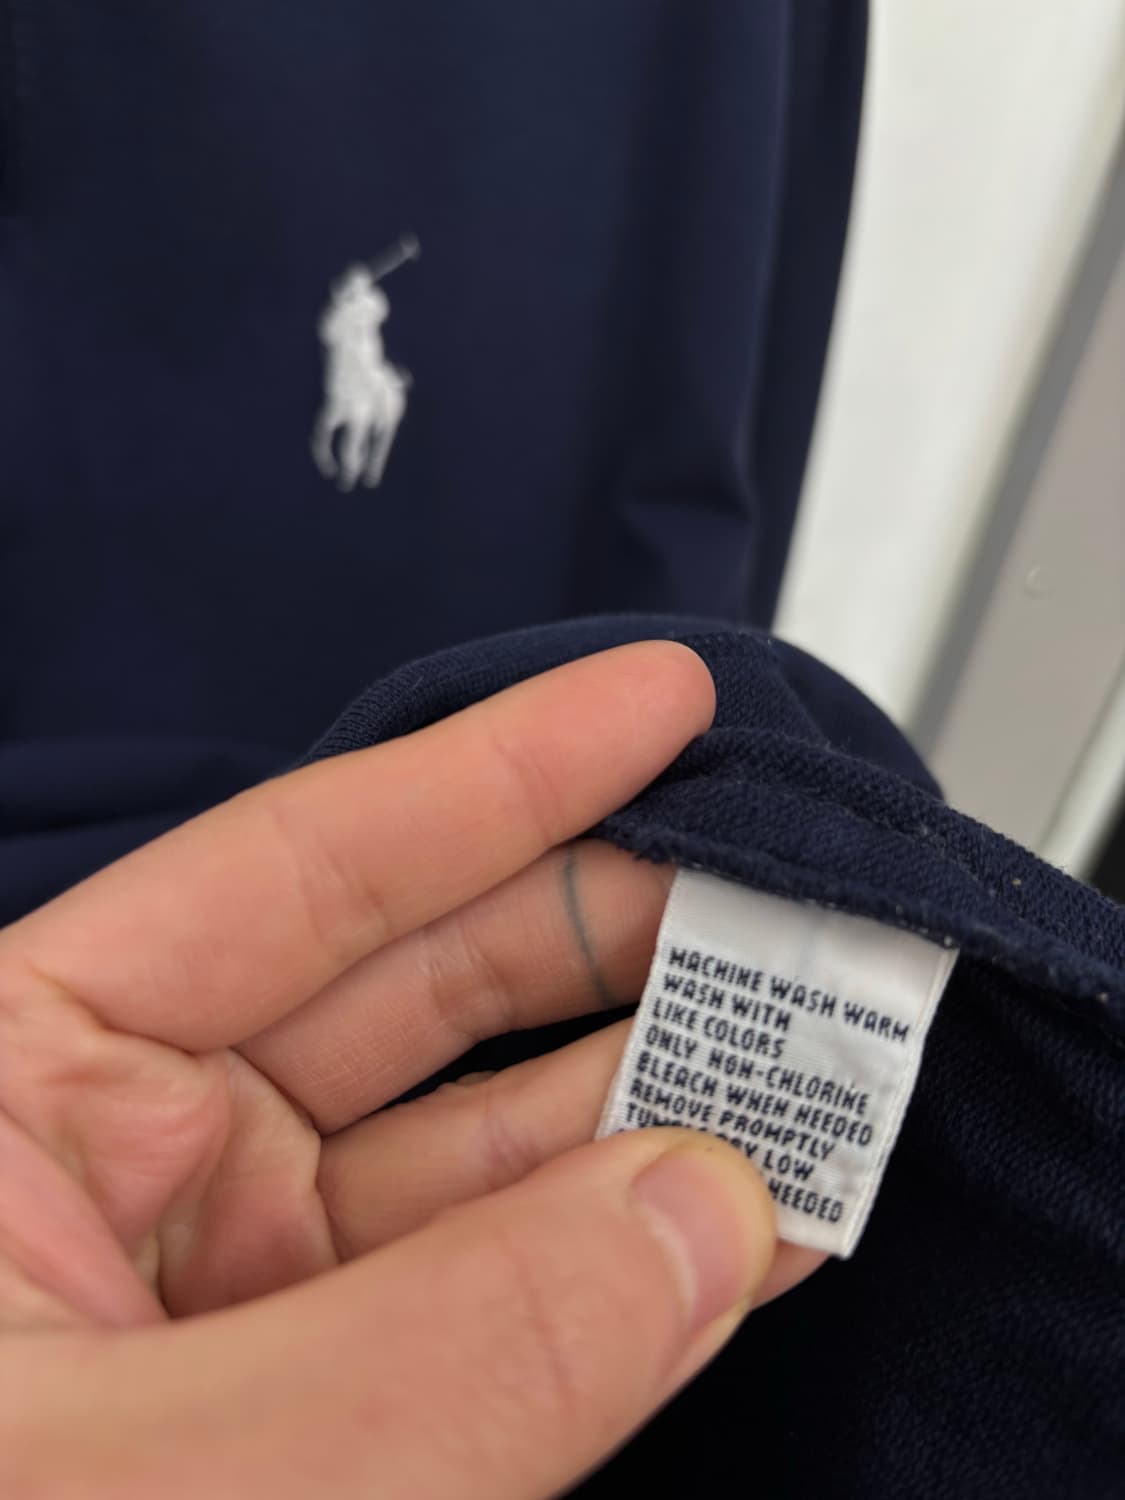 MACHINE WASH WARM
WASH WITH
LIKE COLORS
ONLY NON-CHLORINE
BLEACH WHEN NEEDED
REMOVE PROMPTLY
LOW
NEEDED